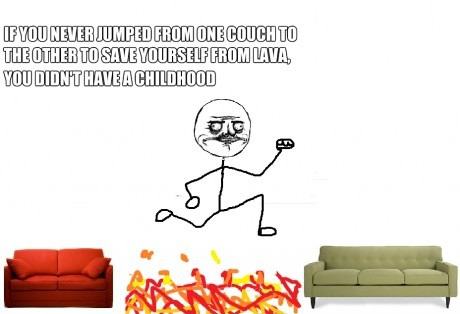 IF YOU NEVER JUMPED FROM ONE COUCH TO
THE OTHER TO SAVE YOURSELF FROM LAVA,
YOU DIDN'T HAVE A CHILDHOOD